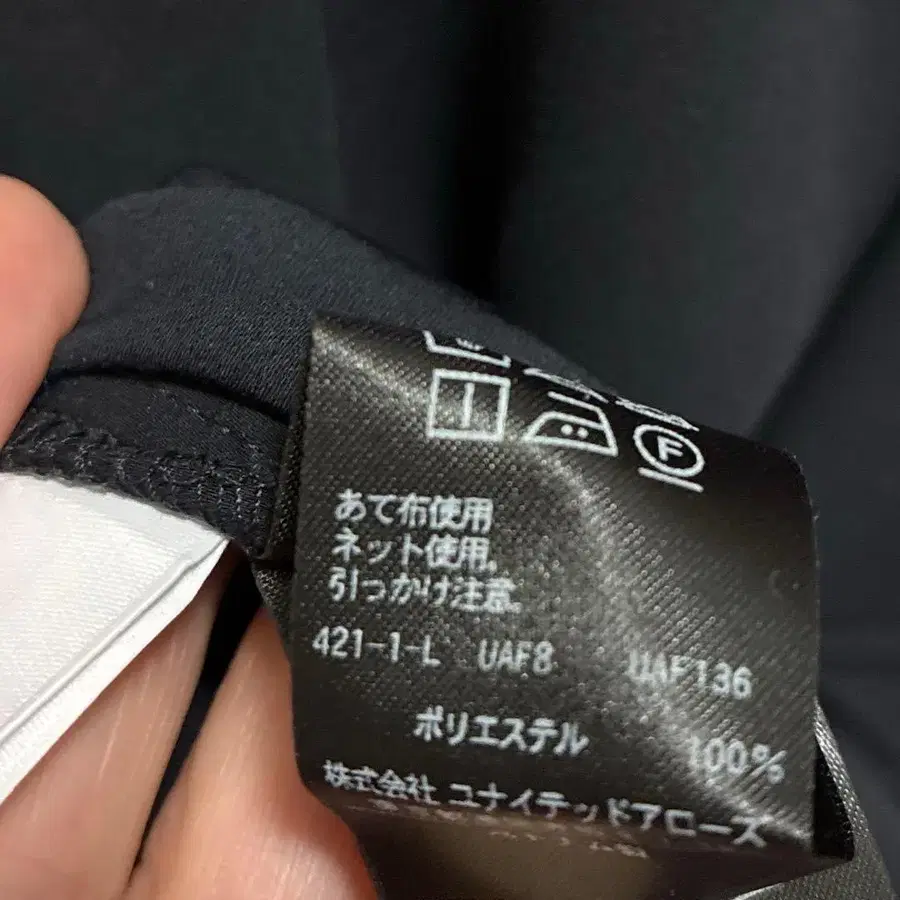 F
あて布使用
ネット使用。
引っかけ注意。
421-1-L UAF8 UAF136
ポリエステル 100%
株式会社 ユナイテッドアローズ